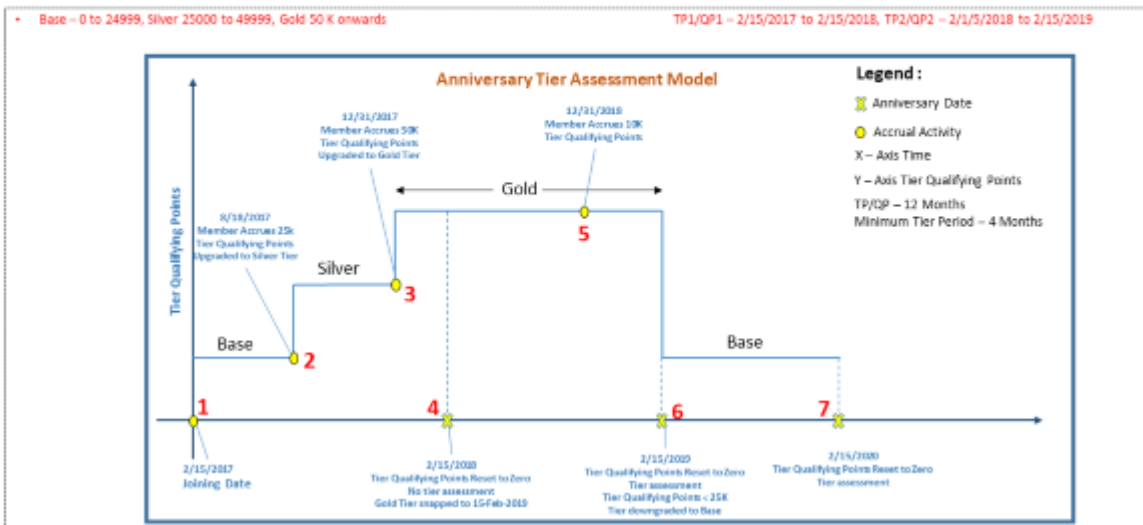 • Base – 0 to 24999, Silver 25000 to 49999, Gold 50 K onwards
TP1/QP1 – 2/15/2017 to 2/15/2018, TP2/QP2 – 2/1/5/2018 to 2/15/2019
Anniversary Tier Assessment Model
Legend :
Anniversary Date
Accrual Activity
X – Axis Time
Y – Axis Tier Qualifying Points
TP/QP – 12 Months
Minimum Tier Period – 4 Months
12/31/2017
Member Accrues 50K
Tier Qualifying Points
Upgraded to Gold Tier
12/31/2018
Member Accrues 10K
Tier Qualifying Points
Gold
5
8/18/2017
Member Accrues 25k
Tier Qualifying Points
Upgraded to Silver Tier
Tier Qualifying Points
Silver
3
Base
2
Base
1
4
6
7
2/15/2017
Joining Date
2/15/2018
Tier Qualifying Points Reset to Zero
No tier assessment
Gold Tier snapped to 15-Feb-2019
2/15/2019
Tier Qualifying Points Reset to Zero
Tier assessment
Tier Qualifying Points < 25K
Tier downgraded to Base
2/15/2020
Tier Qualifying Points Reset to Zero
Tier assessment